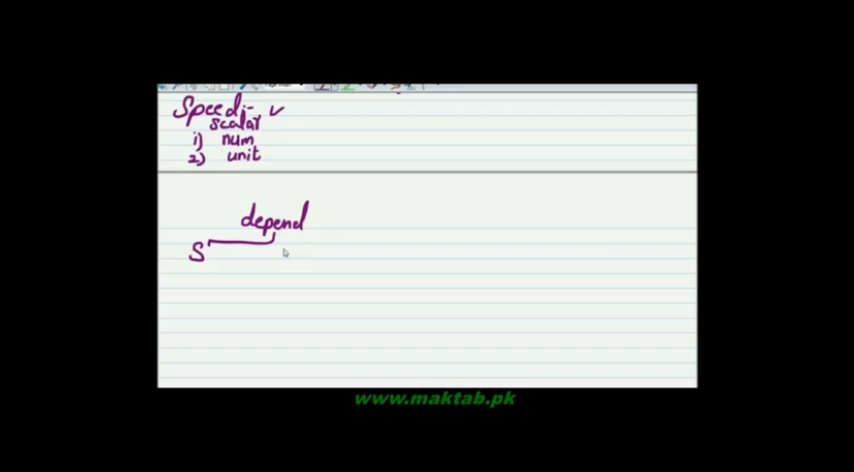 Speed:- v
scalar
1) num
2) unit
depend
S
www.maktab.pk